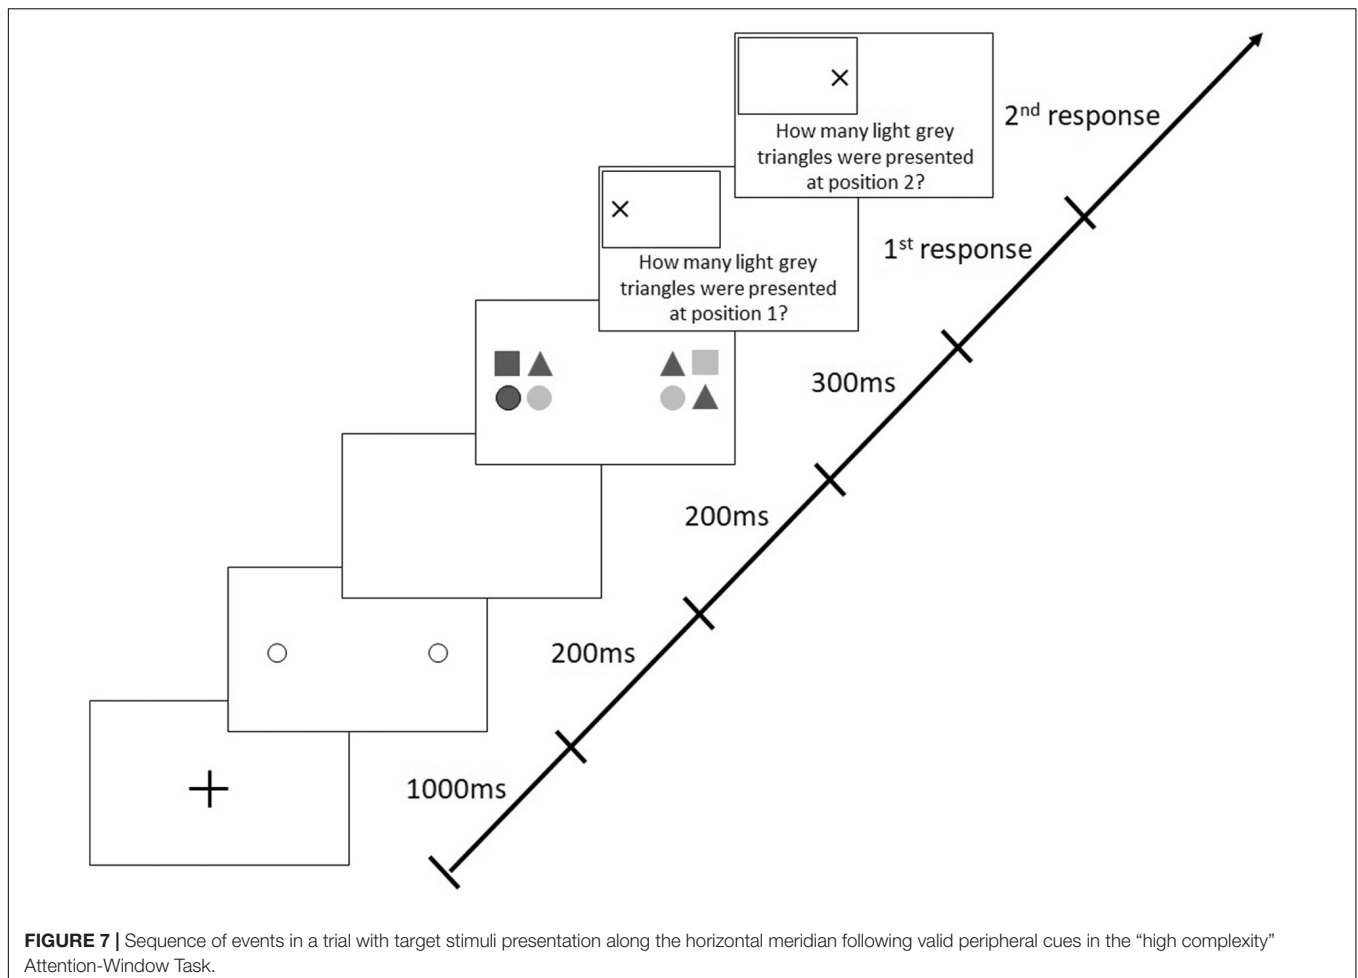 How many light grey
triangles were presented
at position 2?
2nd response
How many light grey
triangles were presented
at position 1?
1st response
300ms
200ms
200ms
1000ms
FIGURE 7 | Sequence of events in a trial with target stimuli presentation along the horizontal meridian following valid peripheral cues in the “high complexity”
Attention-Window Task.